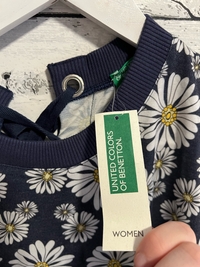 UNITED COLORS
OF BENETTON.
WOMEN